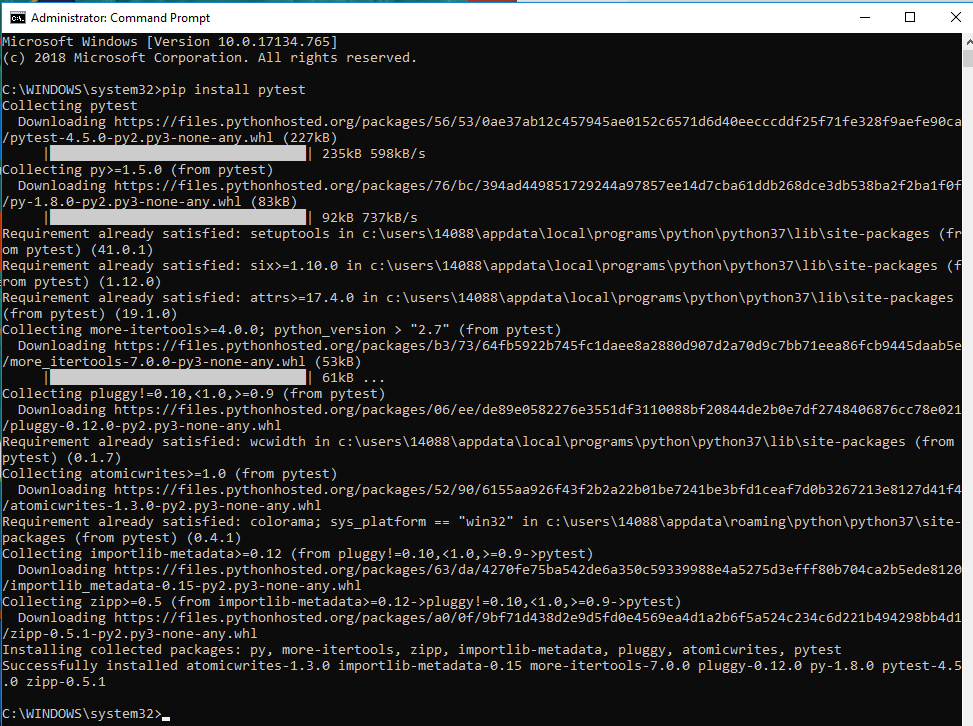 Administrator: Command Prompt
Microsoft Windows [Version 10.0.17134.765]
(c) 2018 Microsoft Corporation. All rights reserved.
C:\WINDOWS\system32>pip install pytest
Collecting pytest
  Downloading https://files.pythonhosted.org/packages/56/53/0ae37ab12c457945ae0152c6571d6d40eecccddf25f71fe328f9aefe90ca
/pytest-4.5.0-py2.py3-none-any.whl (227kB)
     |                                | 235kB 598kB/s
Collecting py>=1.5.0 (from pytest)
  Downloading https://files.pythonhosted.org/packages/76/bc/394ad449851729244a97857ee14d7cba61ddb268dce3db538ba2f2ba1f0f
/py-1.8.0-py2.py3-none-any.whl (83kB)
     |                                | 92kB 737kB/s
Requirement already satisfied: setuptools in c:\users\14088\appdata\local\programs\python\python37\lib\site-packages (fr
om pytest) (41.0.1)
Requirement already satisfied: six>=1.10.0 in c:\users\14088\appdata\local\programs\python\python37\lib\site-packages (f
rom pytest) (1.12.0)
Requirement already satisfied: attrs>=17.4.0 in c:\users\14088\appdata\local\programs\python\python37\lib\site-packages
(from pytest) (19.1.0)
Collecting more-itertools>=4.0.0; python_version > "2.7" (from pytest)
  Downloading https://files.pythonhosted.org/packages/b3/73/64fb5922b745fc1daee8a2880d907d2a70d9c7bb71eea86fcb9445daab5e
/more_itertools-7.0.0-py3-none-any.whl (53kB)
     |                                | 61kB ...
Collecting pluggy!=0.10,<1.0,>=0.9 (from pytest)
  Downloading https://files.pythonhosted.org/packages/06/ee/de89e0582276e3551df3110088bf20844de2b0e7df2748406876cc78e021
/pluggy-0.12.0-py2.py3-none-any.whl
Requirement already satisfied: wcwidth in c:\users\14088\appdata\local\programs\python\python37\lib\site-packages (from
pytest) (0.1.7)
Collecting atomicwrites>=1.0 (from pytest)
  Downloading https://files.pythonhosted.org/packages/52/90/6155aa926f43f2b2a22b01be7241be3bfd1ceaf7d0b3267213e8127d41f4
/atomicwrites-1.3.0-py2.py3-none-any.whl
Requirement already satisfied: colorama; sys_platform == "win32" in c:\users\14088\appdata\roaming\python\python37\site-
packages (from pytest) (0.4.1)
Collecting importlib-metadata>=0.12 (from pluggy!=0.10,<1.0,>=0.9->pytest)
  Downloading https://files.pythonhosted.org/packages/63/da/4270fe75ba542de6a350c59339988e4a5275d3efff80b704ca2b5ede8120
/importlib_metadata-0.15-py2.py3-none-any.whl
Collecting zipp>=0.5 (from importlib-metadata>=0.12->pluggy!=0.10,<1.0,>=0.9->pytest)
  Downloading https://files.pythonhosted.org/packages/a0/0f/9bf71d438d2e9d5fd0e4569ea4d1a2b6f5a524c234c6d221b494298bb4d1
/zipp-0.5.1-py2.py3-none-any.whl
Installing collected packages: py, more-itertools, zipp, importlib-metadata, pluggy, atomicwrites, pytest
Successfully installed atomicwrites-1.3.0 importlib-metadata-0.15 more-itertools-7.0.0 pluggy-0.12.0 py-1.8.0 pytest-4.5
.0 zipp-0.5.1
C:\WINDOWS\system32>